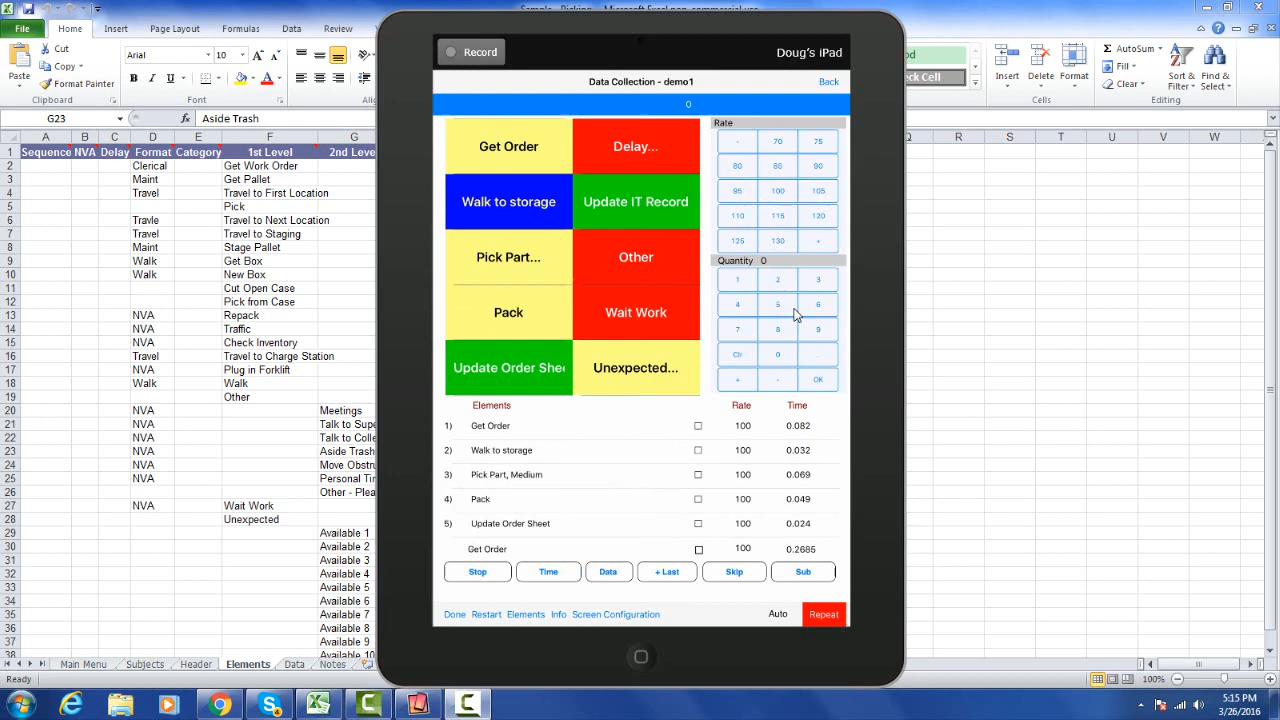 Sample - Picking - Microsoft Excel non-commercial use
File
Home
Insert
Page Layout
Formulas
Data
Review
Cut
Copy
Format Painter
Paste
Clipboard
Arial
10
B I U
Font
Cell
Insert
Delete
Format
Cells
AutoSum
Fill
Clear
Sort & Filter
Find & Select
Editing
G23
Aside Trash
A B C D E F G R S T U V W
Sequence NVA Delay Format Category 1st Level 2nd Level
Clerical Get Work Order
Maint Get Pallet
Travel Travel to First Location
Pick
Travle Travel to Next Location
Travel Travel to Staging
Maint Stage Pallet
Walk Get Box
Walk New Box
Cut Open Case
Pick from Case
NVA Repack
NVA Traffic
NVA Check Inventory
Travel Travel to Charge Station
NVA Plug in Forklift
Walk Walk
Other
NVA Meetings
NVA Talk to Supe
NVA Talk to Colle
NVA Aside Trash
NVA Move Obstru
NVA Personal Tim
Other - Plea
NVA Wait Work
Unexpected
Available 1
Available 2
Available 3
Available 4
Available 5
Available 6
Available 7
Available 8
Available 9
Available 10
Main Menu
Subjects
Header
Elements
Data
Notes
Ready
100%
5:15 PM
3/26/2016
Record
Doug's iPad
Data Collection - demo1
Back
0
Get Order
Delay...
Walk to storage
Update IT Record
Pick Part...
Other
Pack
Wait Work
Update Order Shee
Unexpected...
Rate
- 70 75
80 85 90
95 100 105
110 115 120
125 130 +
Quantity 0
1 2 3
4 5 6
7 8 9
Clr 0 .
+ - OK
Elements Rate Time
1) Get Order 100 0.082
2) Walk to storage 100 0.032
3) Pick Part, Medium 100 0.069
4) Pack 100 0.049
5) Update Order Sheet 100 0.024
Get Order 100 0.2685
Stop Time Data + Last Skip Sub
Done Restart Elements Info Screen Configuration Auto Repeat